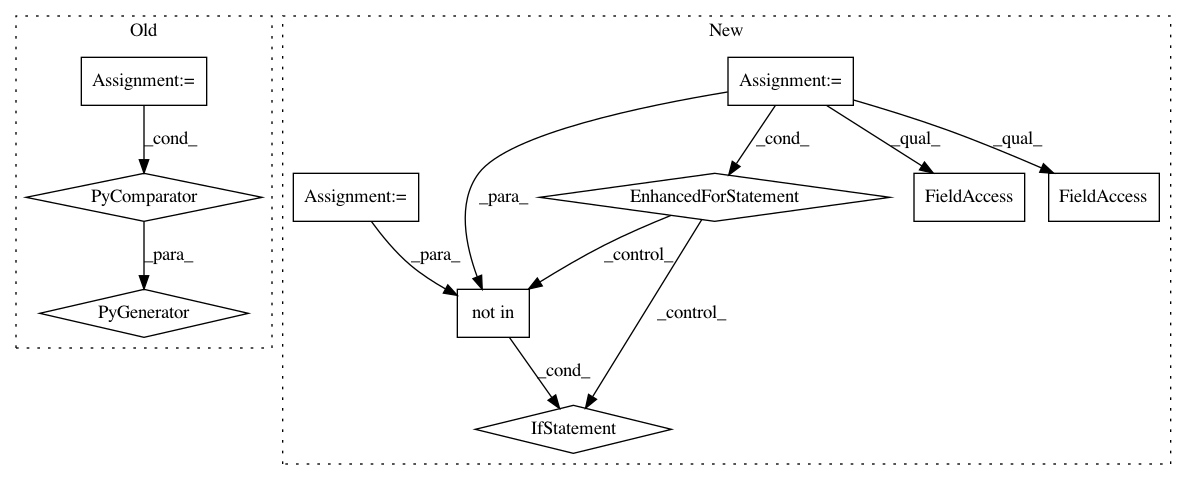 Old
New
Assignment:=
Assignment:=
_cond_
_cond_
_qual_
_qual_
PyComparator
Assignment:=
_para_
EnhancedForStatement
FieldAccess
FieldAccess
_para_
_para_
_control_
PyGenerator
not in
_control_
_cond_
IfStatement